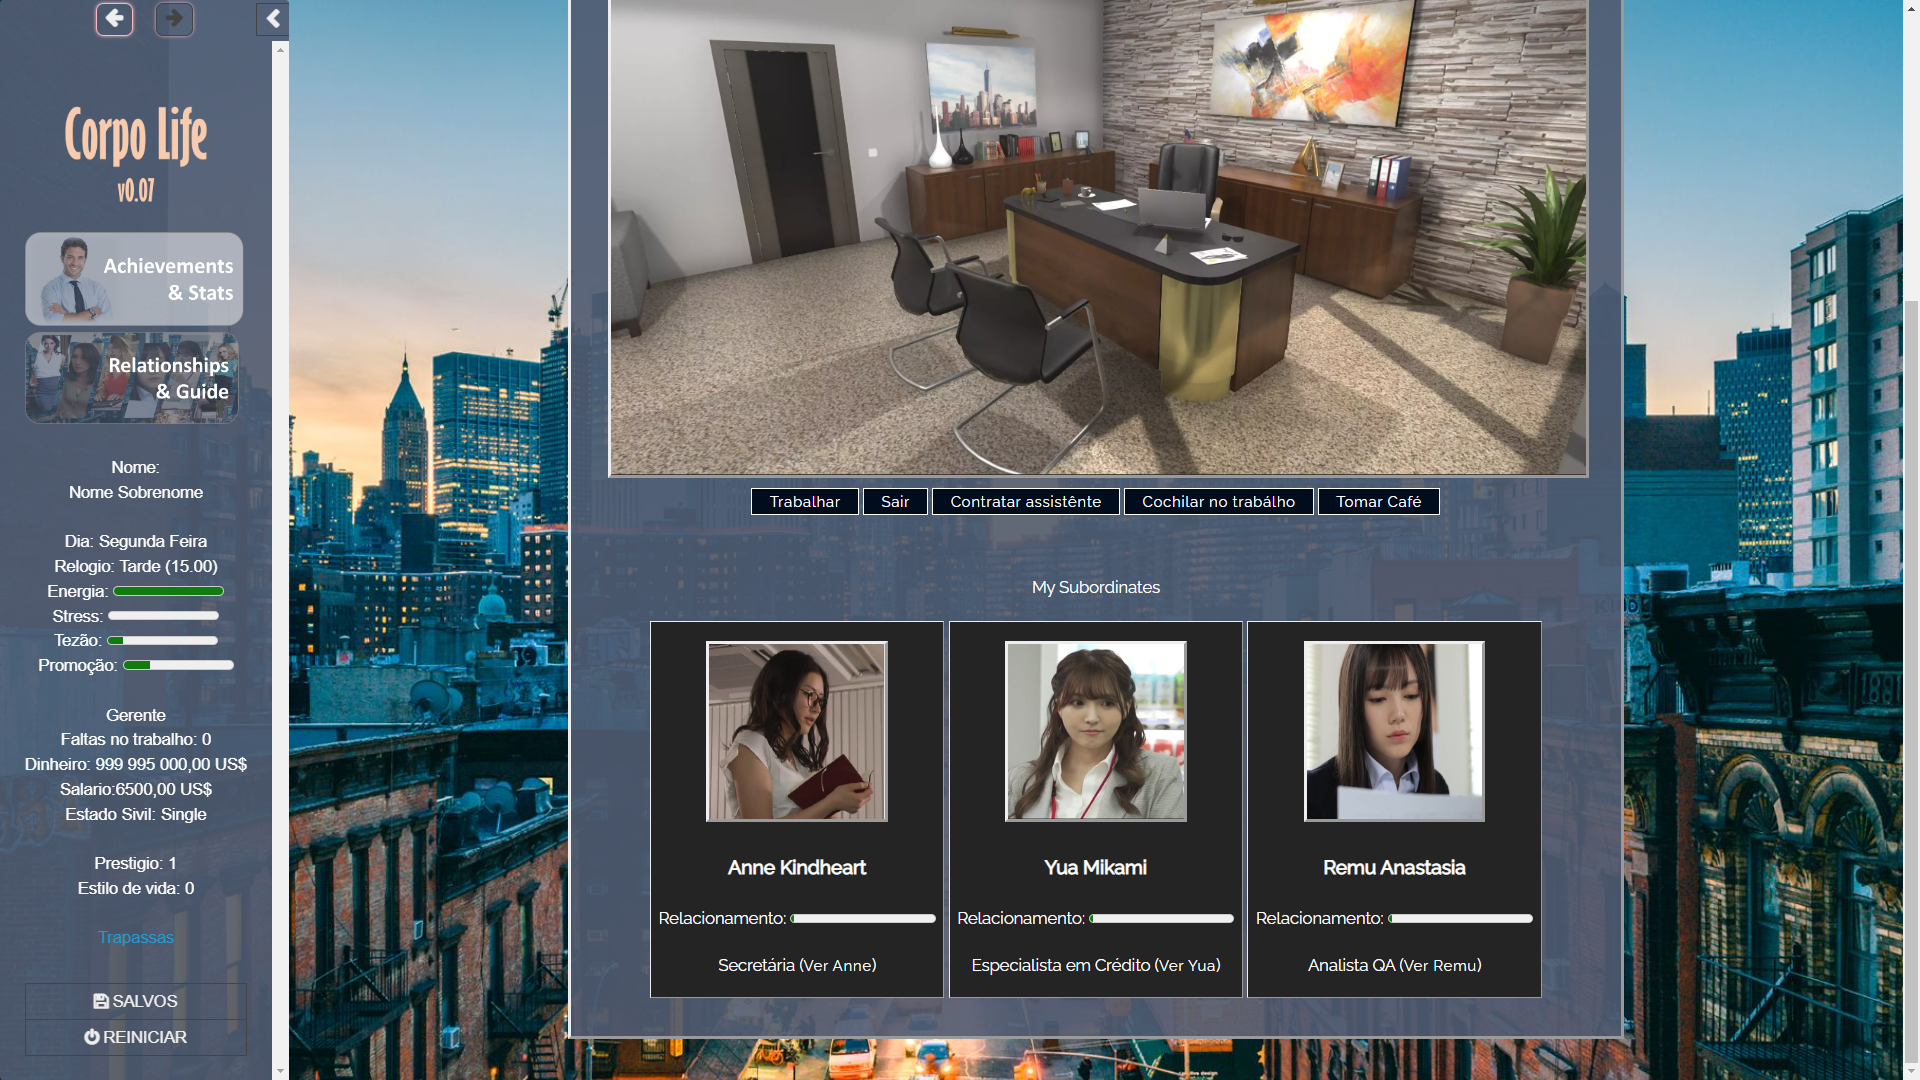 Corpo Life
v0.07
Achievements
& Stats
Relationships
& Guide
Nome:
Nome Sobrenome
Dia: Segunda Feira
Relogio: Tarde (15.00)
Energia:
Stress:
Tezão:
Promoção:
Gerente
Faltas no trabalho: 0
Dinheiro: 999 995 000,00 US$
Salario:6500,00 US$
Estado Sivil: Single
Prestigio: 1
Estilo de vida: 0
Trapassas
SALVOS
REINICIAR
Trabalhar
Sair
Contratar assistênte
Cochilar no trabálho
Tomar Café
My Subordinates
Anne Kindheart
Relacionamento:
Secretária (Ver Anne)
Yua Mikami
Relacionamento:
Especialista em Crédito (Ver Yua)
Remu Anastasia
Relacionamento:
Analista QA (Ver Remu)